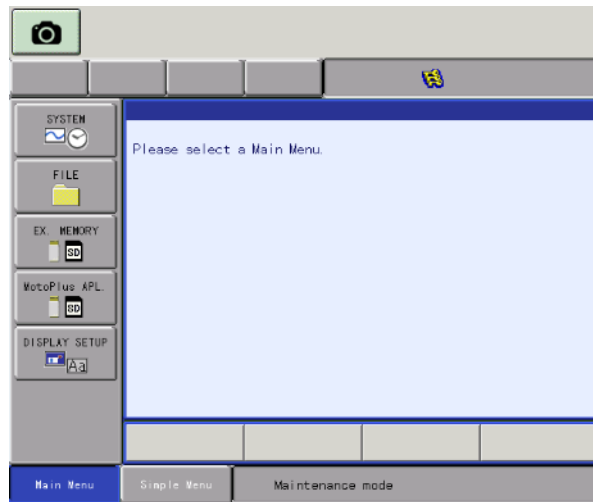 SYSTEM
Please select a Main Menu.
FILE
EX. MEMORY
SD
MotoPlus APL.
SD
DISPLAY SETUP
Aa
Main Menu
Simple Menu
Maintenance mode